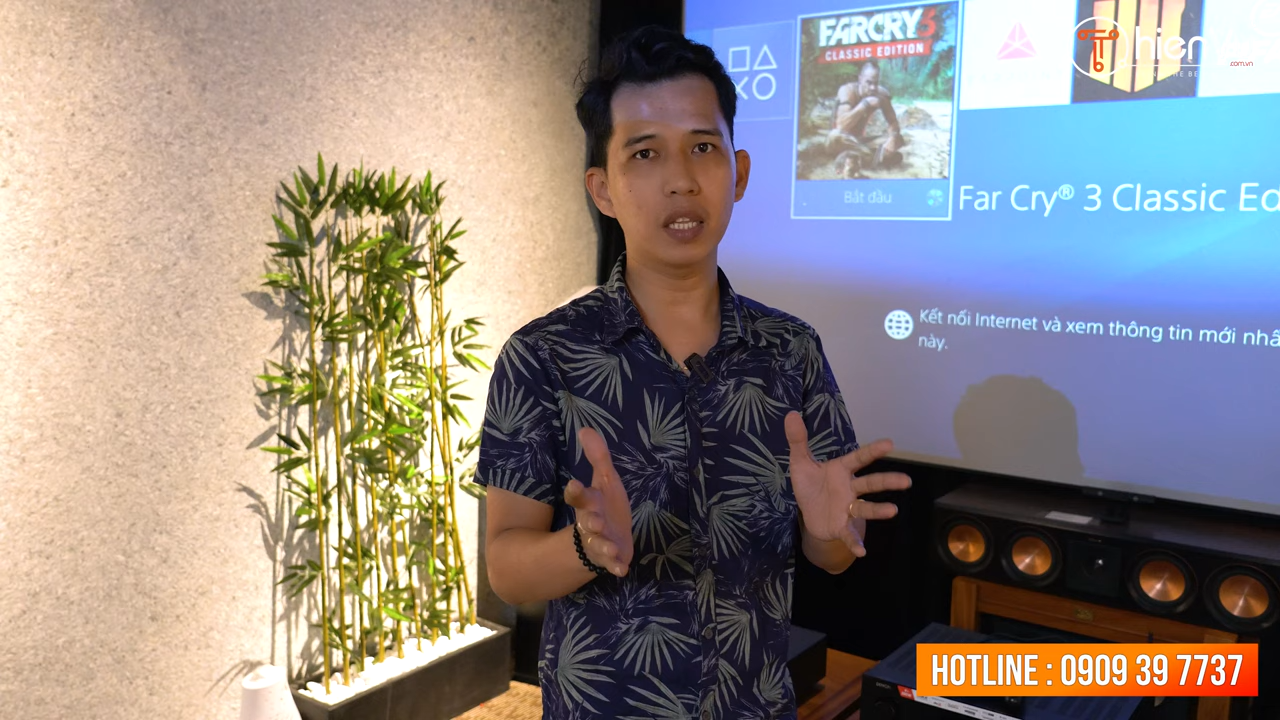 FARCRY 3
CLASSIC EDITION
Bắt đầu
Far Cry® 3 Classic Ed
Kết nối Internet và xem thông tin mới nhấ
này.
.com.vn
HOTLINE : 0909 39 7737